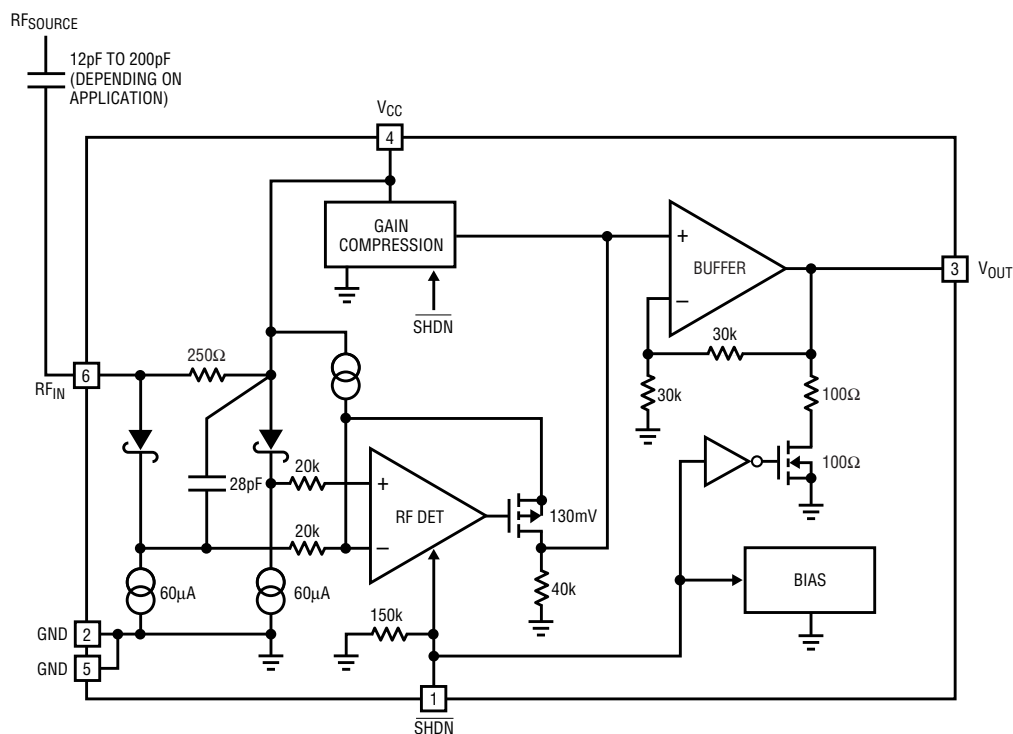 RFSOURCE
12pF TO 200pF
(DEPENDING ON
APPLICATION)
VCC
4
GAIN
COMPRESSION
SHDN
+
BUFFER
–
3
VOUT
30k
30k
100Ω
100Ω
250Ω
6
RFIN
28pF
20k
+
RF DET
20k
–
130mV
60µA
60µA
40k
BIAS
150k
GND
2
GND
5
1
SHDN